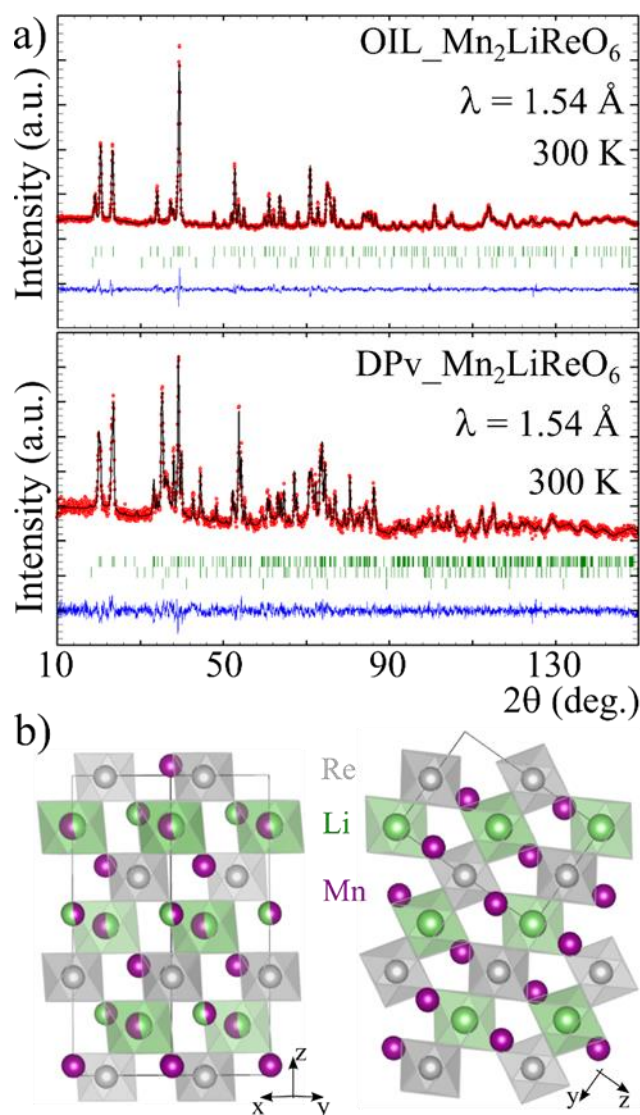 a)
OIL_Mn₂LiReO₆
λ = 1.54 Å
300 K
Intensity (a.u.)
DPv_Mn₂LiReO₆
λ = 1.54 Å
300 K
Intensity (a.u.)
10 50 90 130
2θ (deg.)
b)
Re
Li
Mn
z
x y
y z